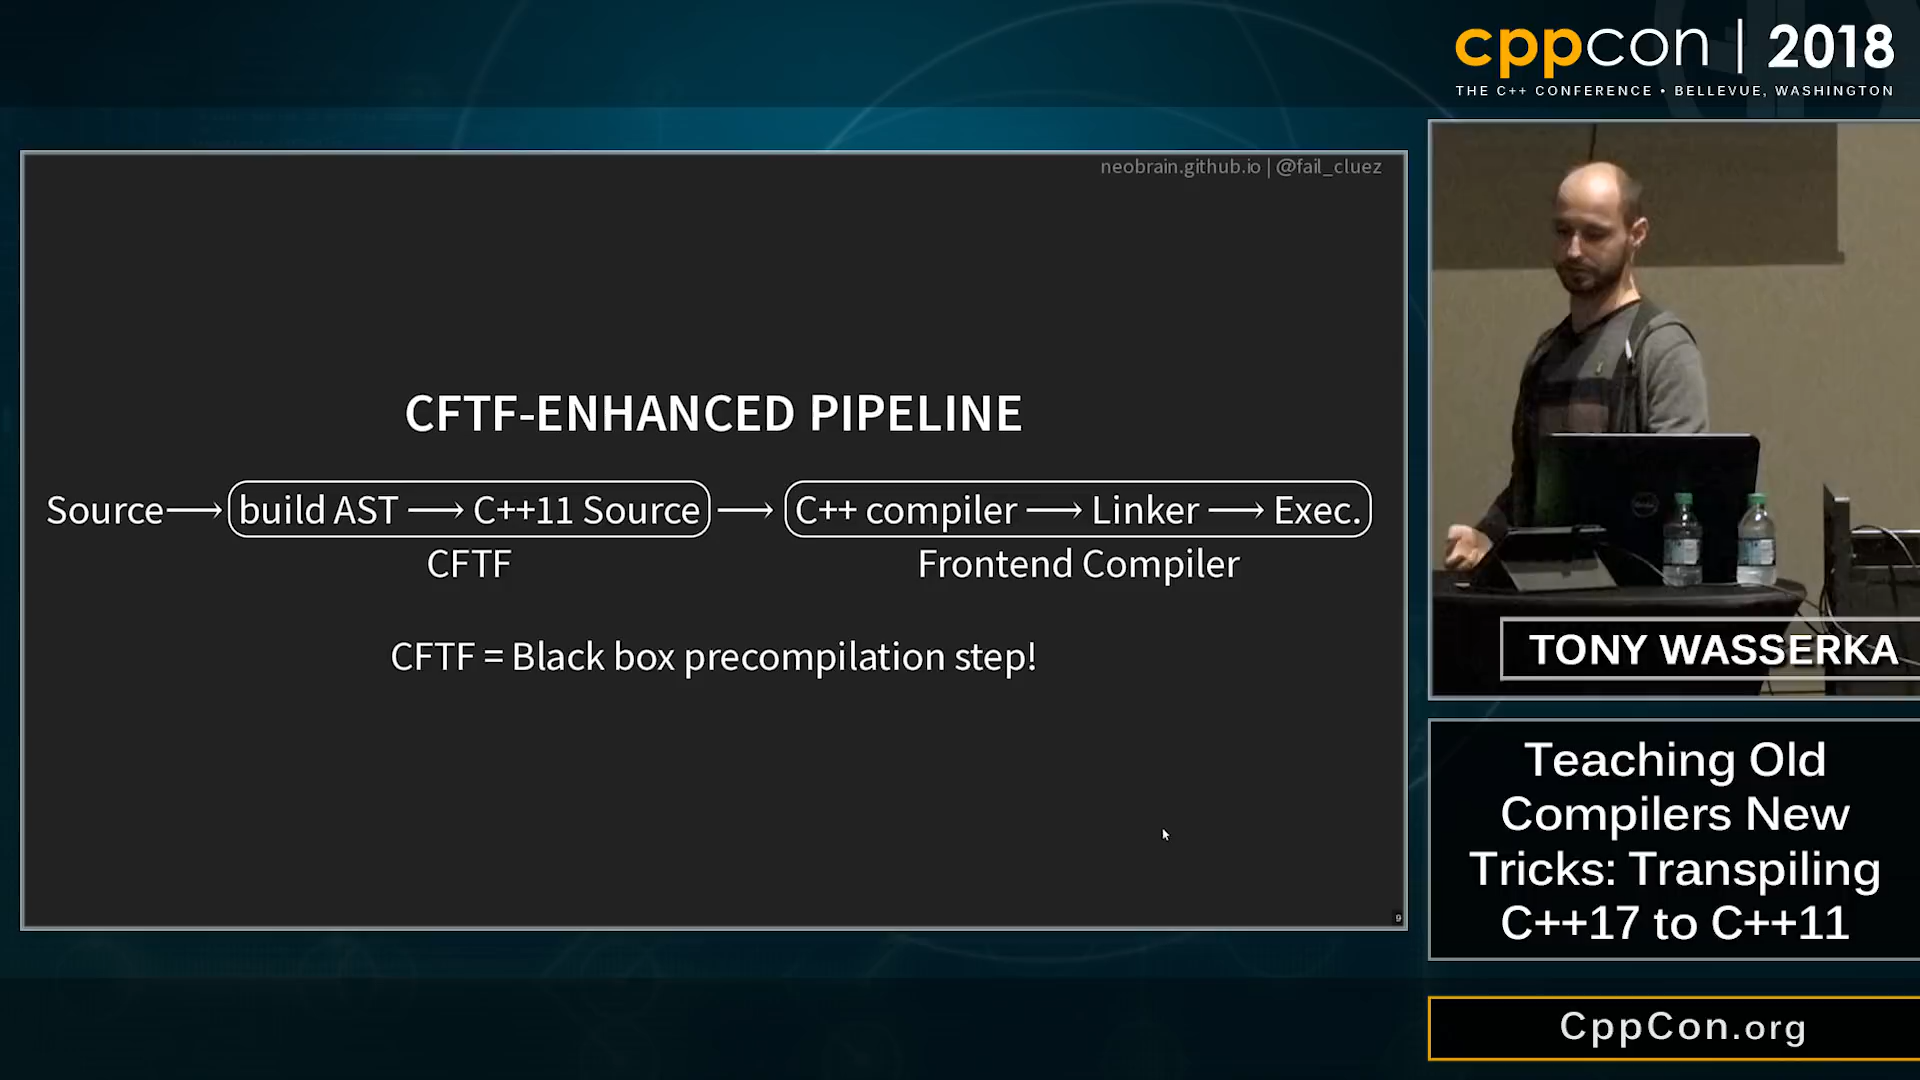 cppcon | 2018
THE C++ CONFERENCE • BELLEVUE, WASHINGTON
neobrain.github.io | @fail_cluez
CFTF-ENHANCED PIPELINE
Source → build AST → C++11 Source → C++ compiler → Linker → Exec.
CFTF Frontend Compiler
CFTF = Black box precompilation step!
9
TONY WASSERKA
Teaching Old
Compilers New
Tricks: Transpiling
C++17 to C++11
CppCon.org